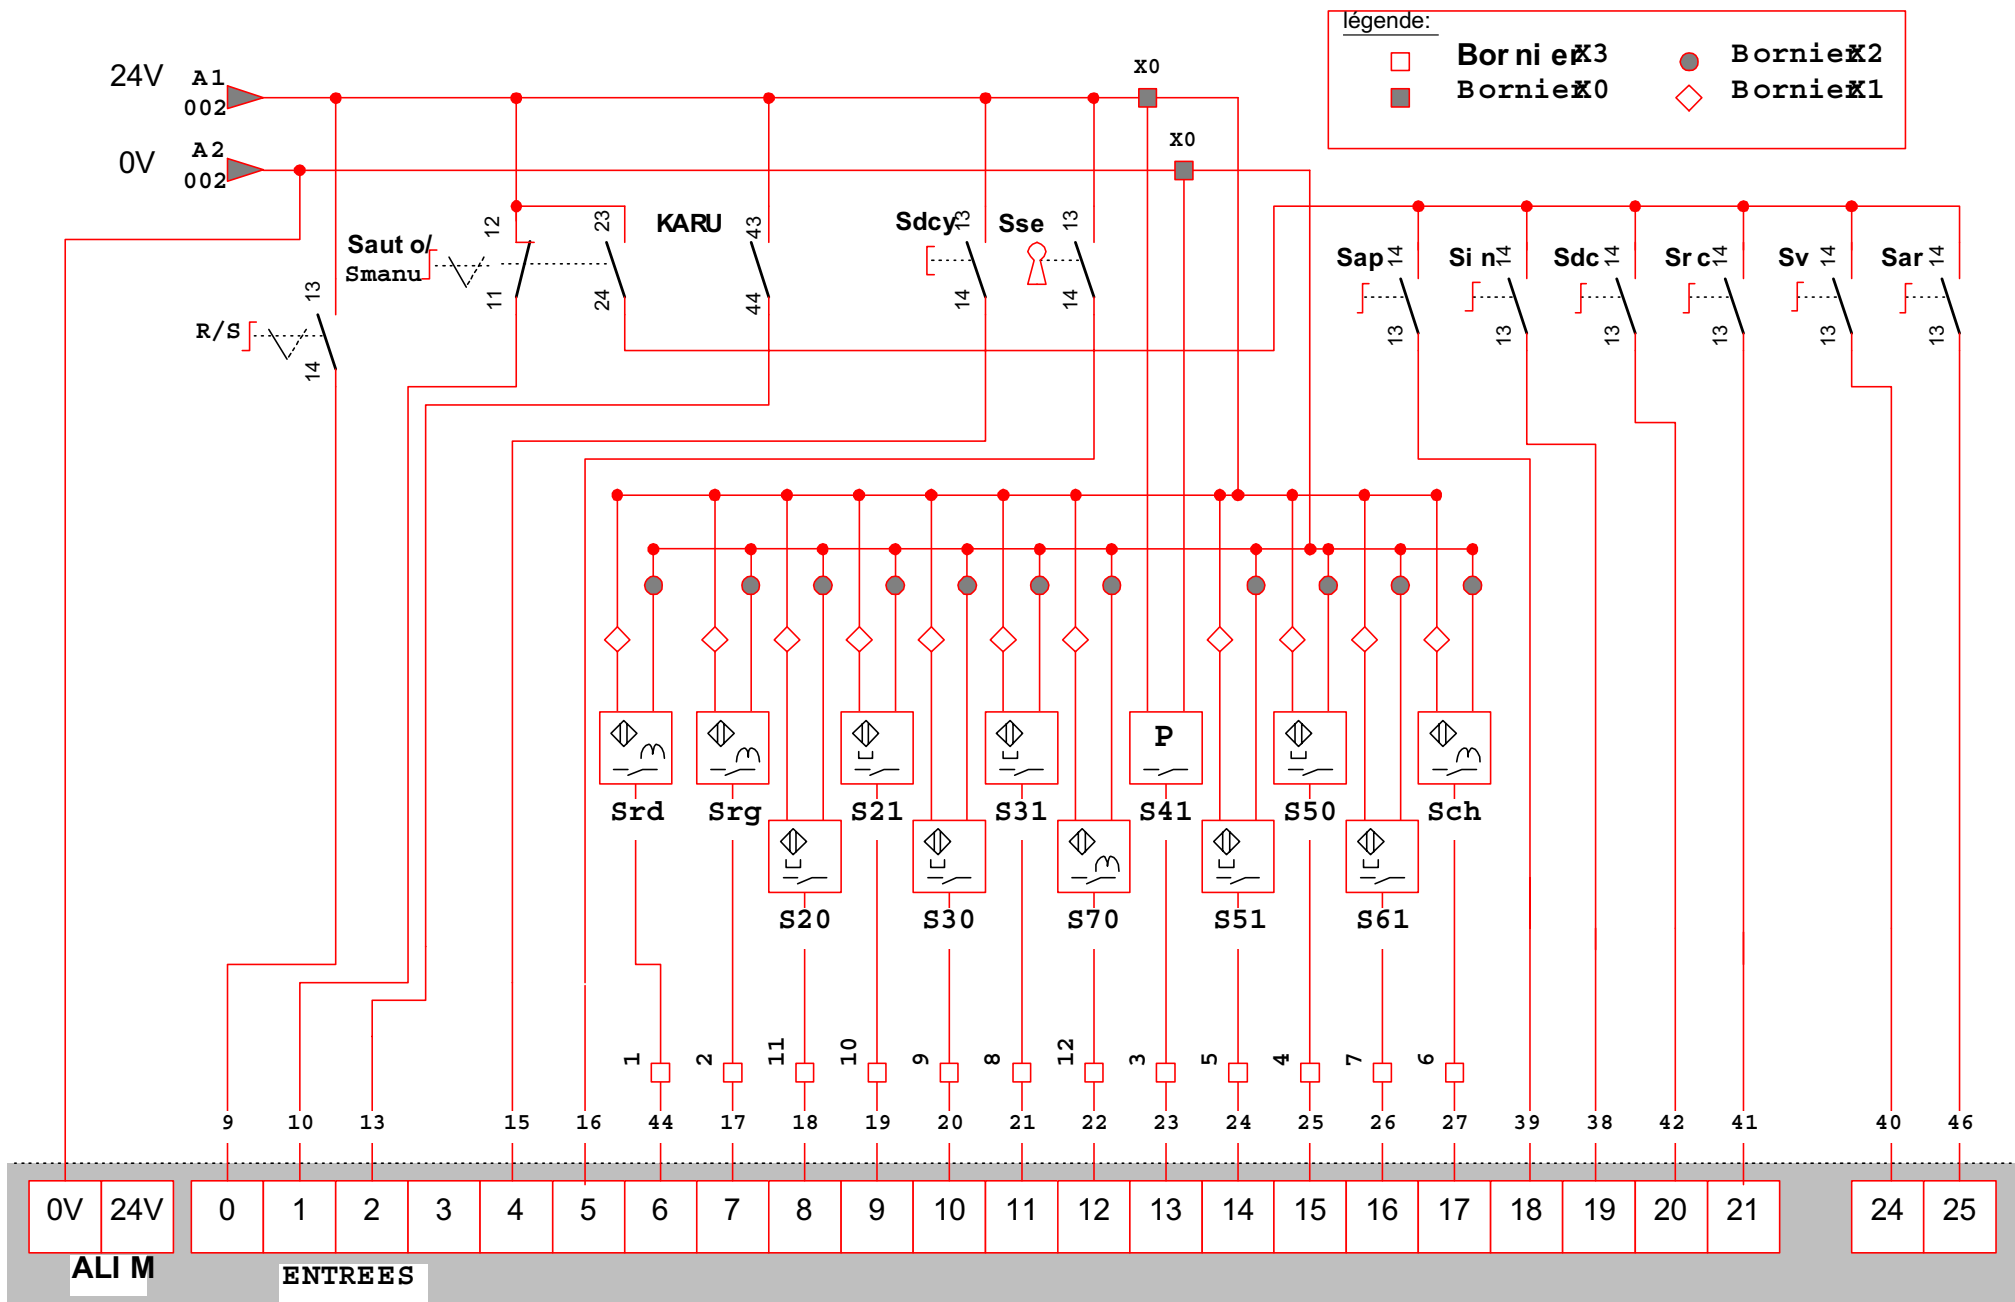 légende:
Bornier X3
Bornier X2
Bornier X0
Bornier X1
24V
A1
002
X0
0V
A2
002
X0
Sauto/
Smanu
12
11
23
24
KARU
43
44
Sdcy
13
14
Sse
13
14
Sap
14
13
Sin
14
13
Sdc
14
13
Src
14
13
Sv
14
13
Sar
14
13
R/S
13
14
P
Srd
Srg
S21
S31
S41
S50
Sch
S20
S30
S70
S51
S61
1
2
11
10
9
8
12
3
5
4
7
6
9
10
13
15
16
44
17
18
19
20
21
22
23
24
25
26
27
39
38
42
41
40
46
0V
24V
0
1
2
3
4
5
6
7
8
9
10
11
12
13
14
15
16
17
18
19
20
21
24
25
ALIM
ENTREES